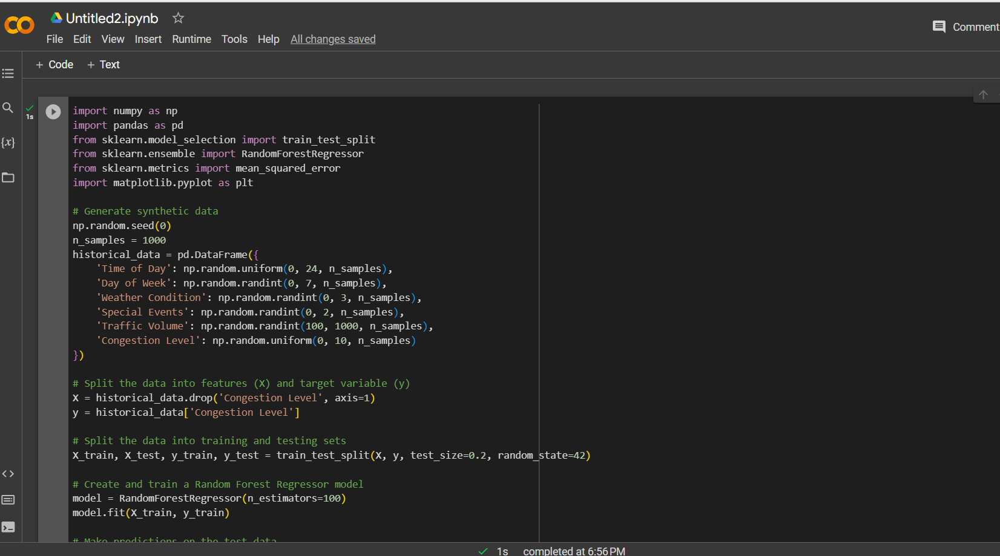 Untitled2.ipynb
File Edit View Insert Runtime Tools Help All changes saved
Comment
+ Code + Text
{x}
1s
import numpy as np
import pandas as pd
from sklearn.model_selection import train_test_split
from sklearn.ensemble import RandomForestRegressor
from sklearn.metrics import mean_squared_error
import matplotlib.pyplot as plt
# Generate synthetic data
np.random.seed(0)
n_samples = 1000
historical_data = pd.DataFrame({
    'Time of Day': np.random.uniform(0, 24, n_samples),
    'Day of Week': np.random.randint(0, 7, n_samples),
    'Weather Condition': np.random.randint(0, 3, n_samples),
    'Special Events': np.random.randint(0, 2, n_samples),
    'Traffic Volume': np.random.randint(100, 1000, n_samples),
    'Congestion Level': np.random.uniform(0, 10, n_samples)
})
# Split the data into features (X) and target variable (y)
X = historical_data.drop('Congestion Level', axis=1)
y = historical_data['Congestion Level']
# Split the data into training and testing sets
X_train, X_test, y_train, y_test = train_test_split(X, y, test_size=0.2, random_state=42)
# Create and train a Random Forest Regressor model
model = RandomForestRegressor(n_estimators=100)
model.fit(X_train, y_train)
# Make predictions on the test data
1s completed at 6:56 PM